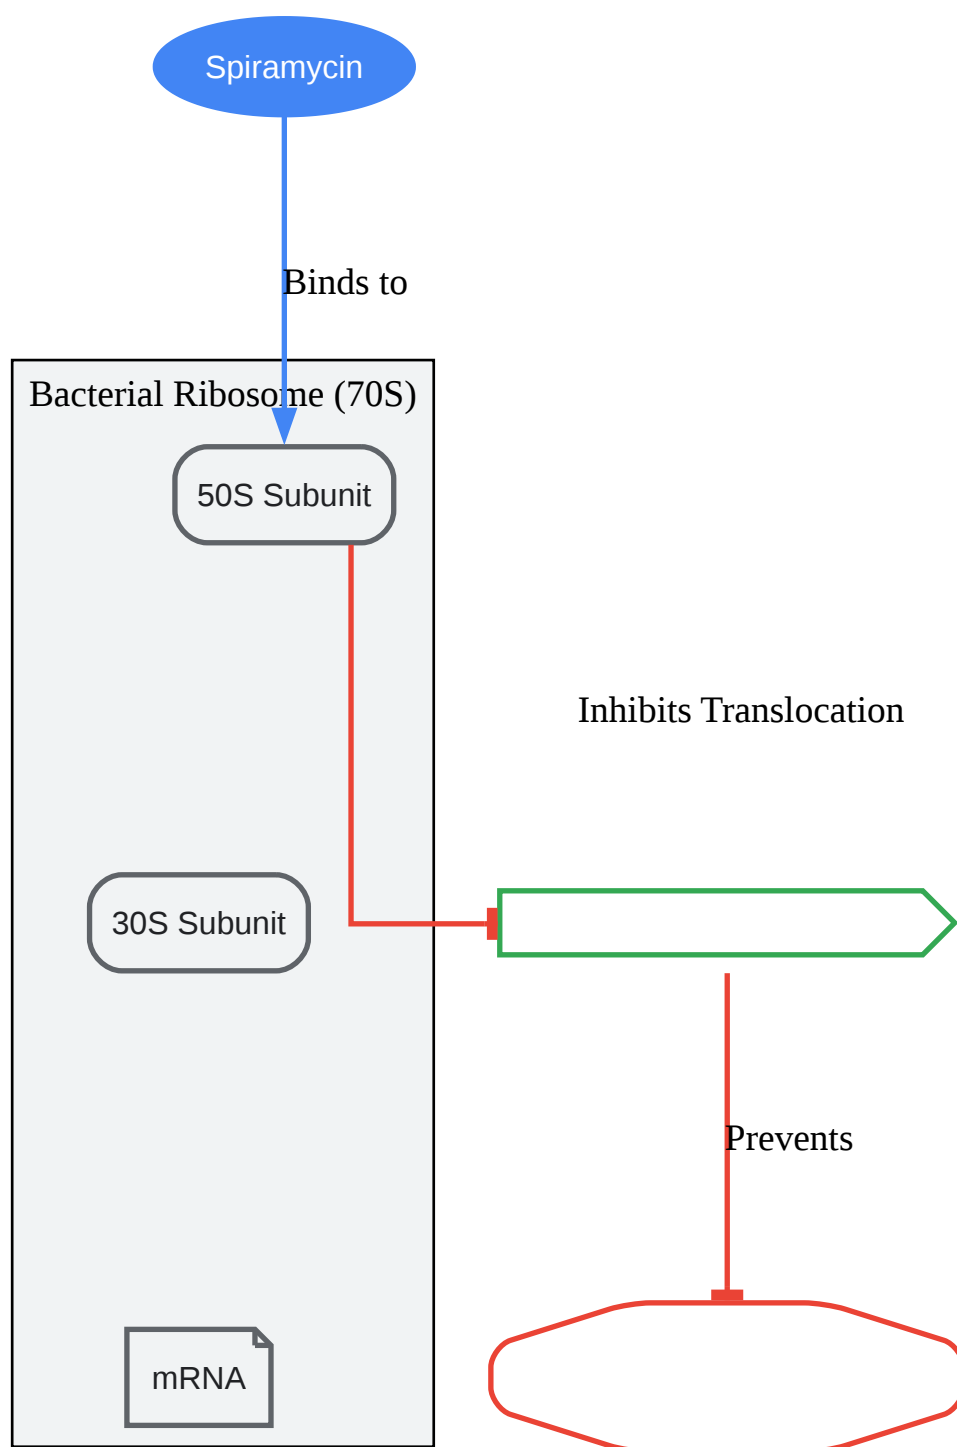 Spiramycin
Binds to
Bacterial Ribosome (70S)
50S Subunit
Inhibits Translocation
30S Subunit
Prevents
mRNA